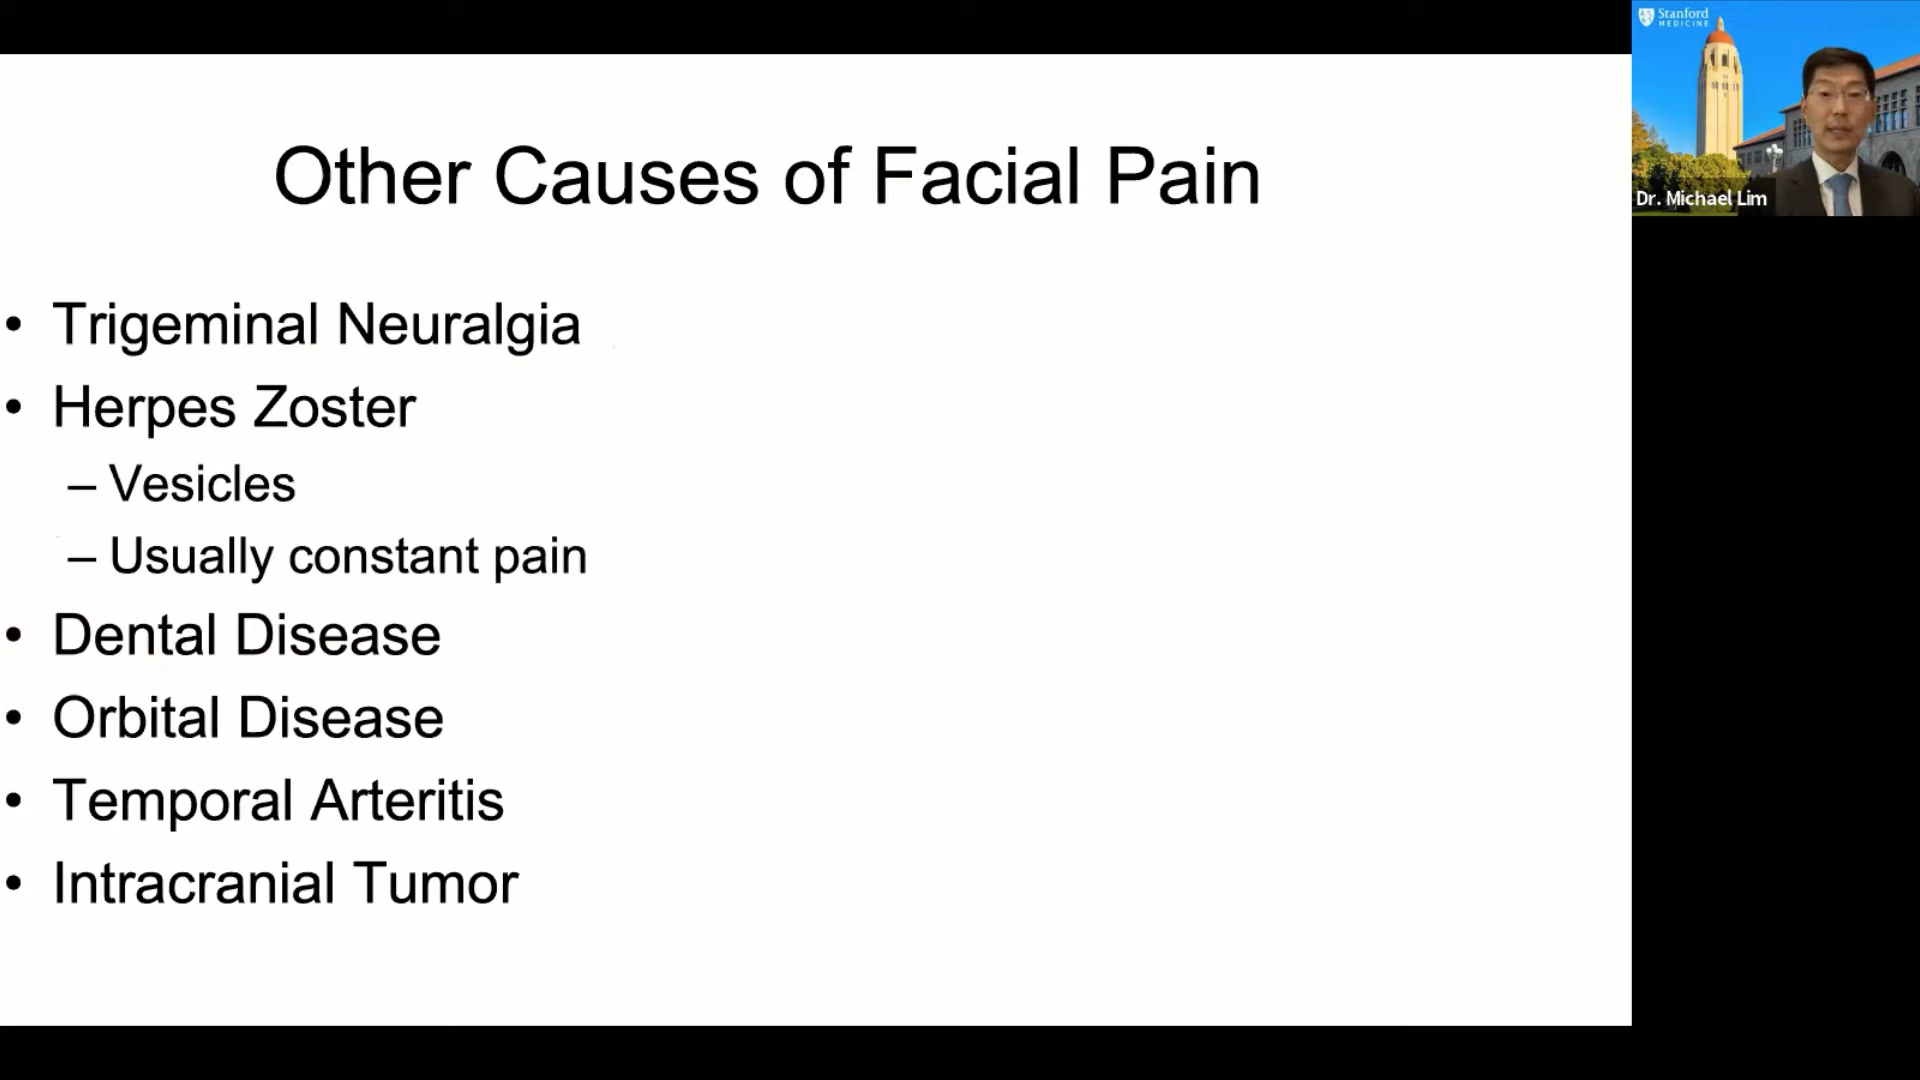 Other Causes of Facial Pain
• Trigeminal Neuralgia
• Herpes Zoster
– Vesicles
– Usually constant pain
• Dental Disease
• Orbital Disease
• Temporal Arteritis
• Intracranial Tumor
Stanford
MEDICINE
Dr. Michael Lim